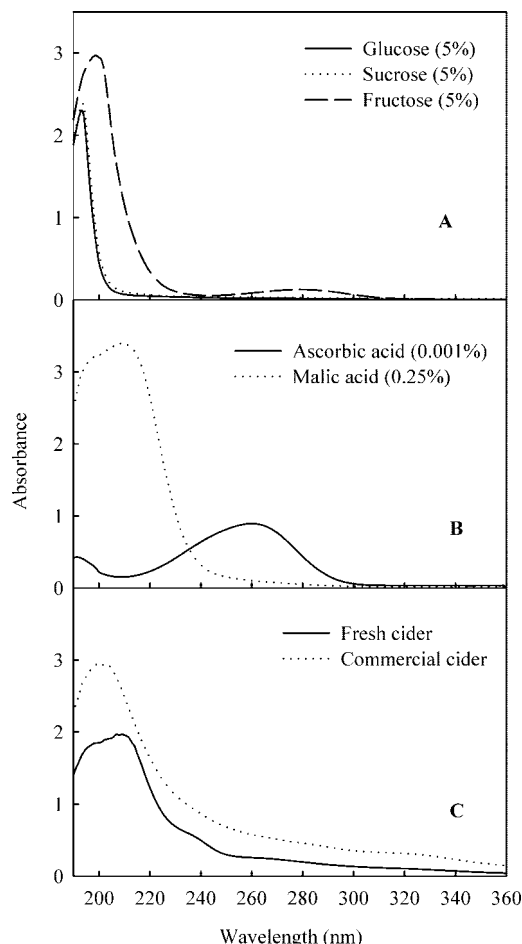 Glucose (5%)
Sucrose (5%)
Fructose (5%)
3
2
1
0
A
Ascorbic acid (0.001%)
Malic acid (0.25%)
3
2
1
0
B
Absorbance
Fresh cider
Commercial cider
3
2
1
0
C
200 220 240 260 280 300 320 340 360
Wavelength (nm)